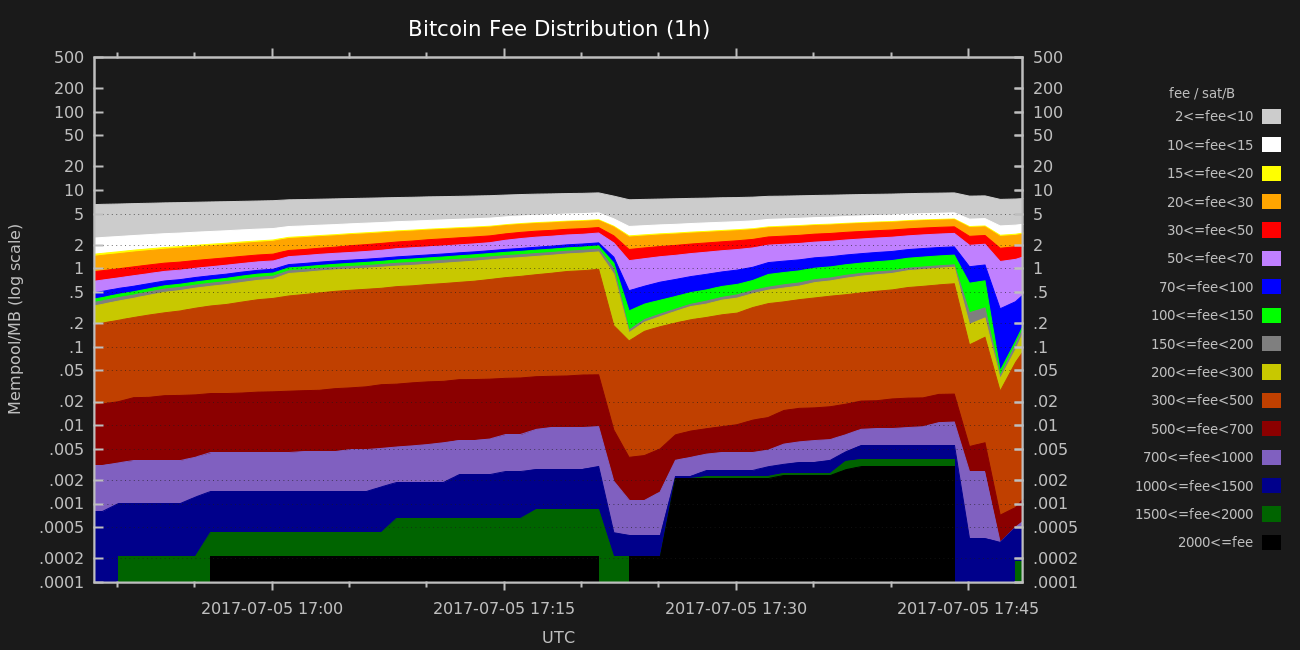 Bitcoin Fee Distribution (1h)
500
200
100
50
20
10
5
2
1
.5
.2
.1
.05
.02
.01
.005
.002
.001
.0005
.0002
.0001
Mempool/MB (log scale)
500
200
100
50
20
10
5
2
1
.5
.2
.1
.05
.02
.01
.005
.002
.001
.0005
.0002
.0001
2017-07-05 17:00 2017-07-05 17:15 2017-07-05 17:30 2017-07-05 17:45
UTC
fee / sat/B
2<=fee<10
10<=fee<15
15<=fee<20
20<=fee<30
30<=fee<50
50<=fee<70
70<=fee<100
100<=fee<150
150<=fee<200
200<=fee<300
300<=fee<500
500<=fee<700
700<=fee<1000
1000<=fee<1500
1500<=fee<2000
2000<=fee